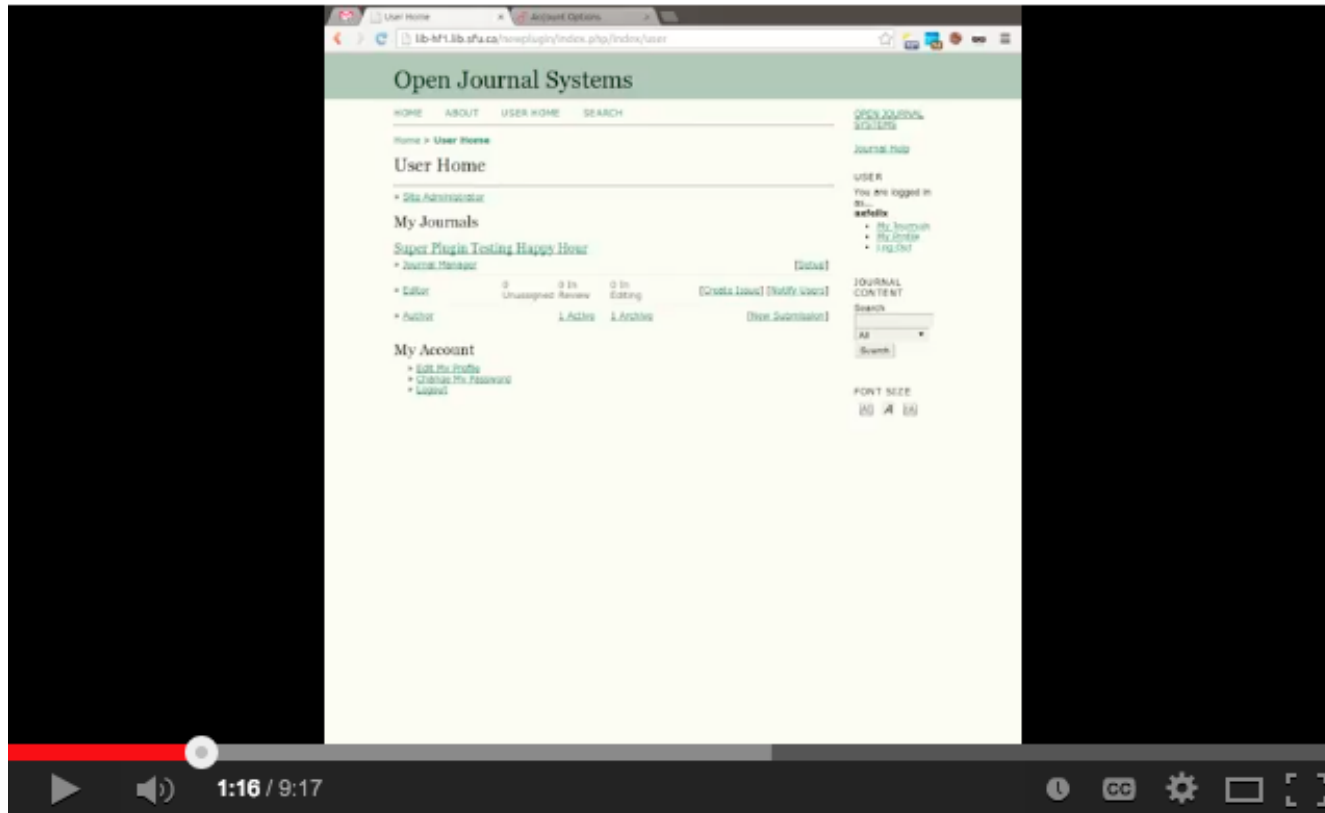 User Home
Account Options
lib-hf1.lib.sfu.ca/newplugin/index.php/index/user
Open Journal Systems
HOME ABOUT USER HOME SEARCH
Home > User Home
User Home
» Site Administrator
My Journals
Super Plugin Testing Happy Hour
» Journal Manager [Setup]
» Editor 0 Unassigned 0 In Review 0 In Editing [Create Issue] [Notify Users]
» Author 1 Active 1 Archive [New Submission]
My Account
» Edit My Profile
» Change My Password
» Logout
OPEN JOURNAL
SYSTEMS
Journal Help
USER
You are logged in
as...
aefelix
My Journals
My Profile
Log Out
JOURNAL
CONTENT
Search
All
Search
FONT SIZE
A
1:16 / 9:17
CC